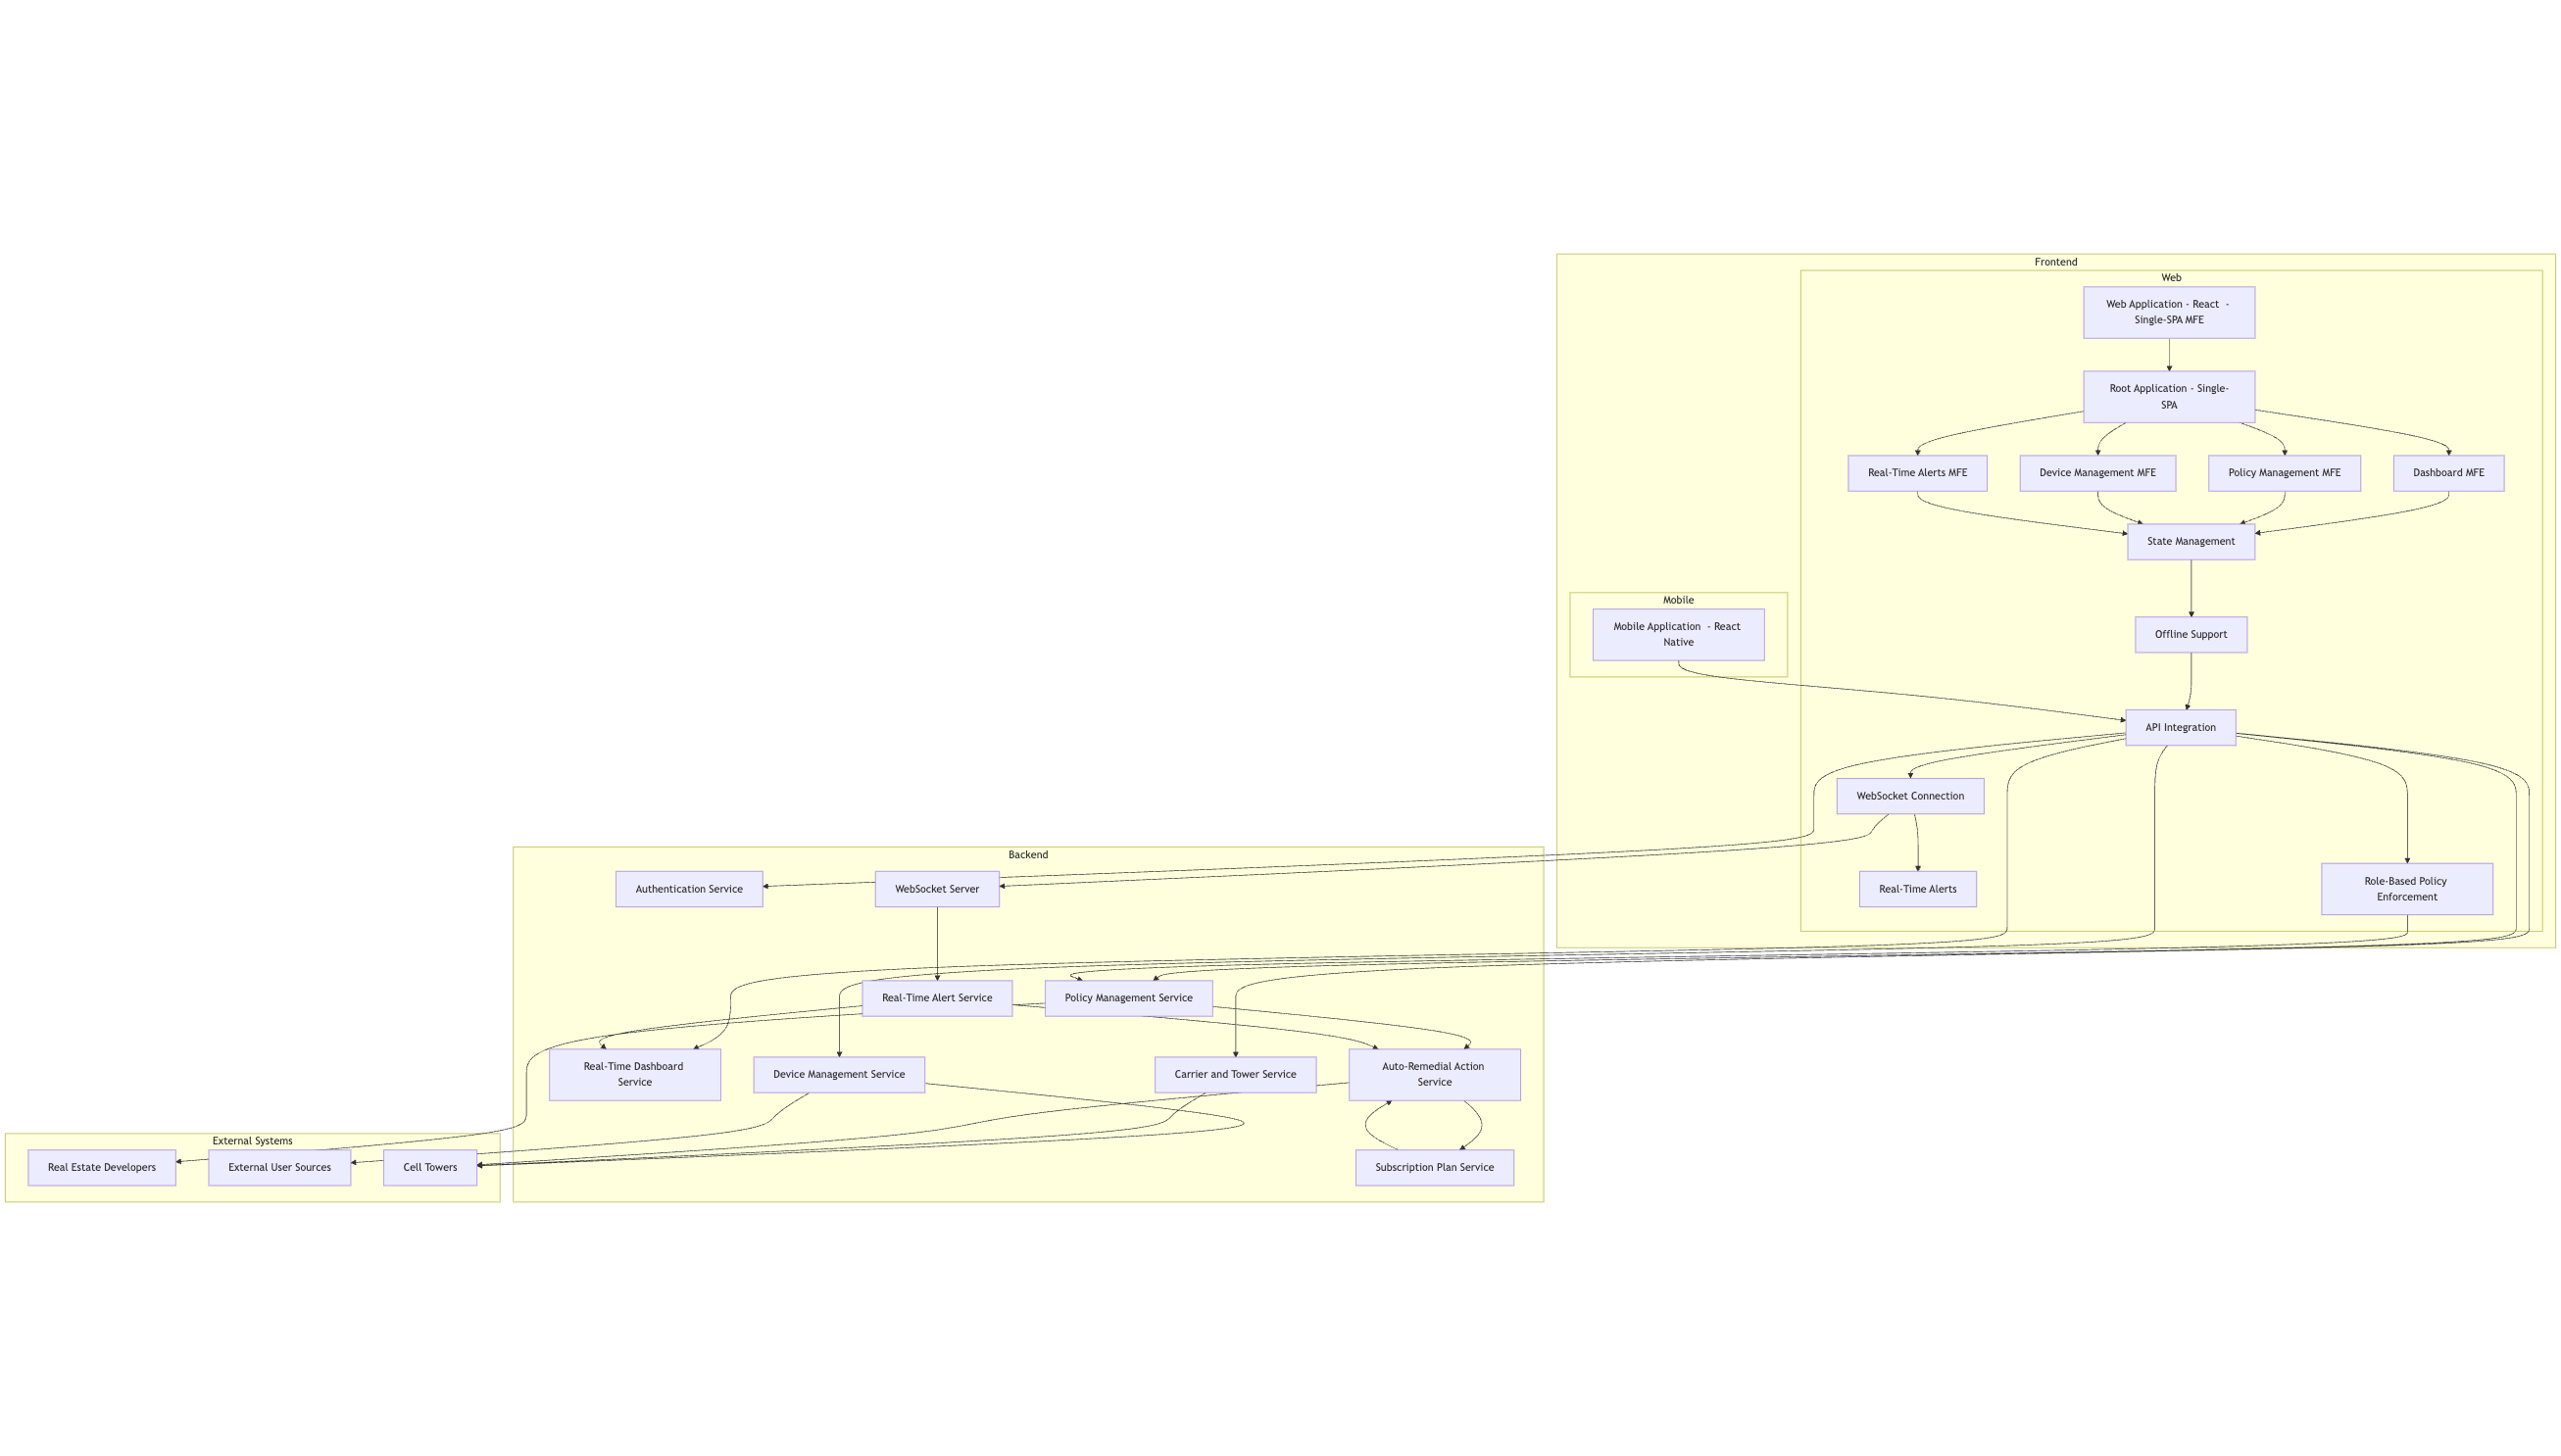 Frontend
Web
Web Application - React  -
Single-SPA MFE
Root Application - Single-
SPA
Real-Time Alerts MFE
Device Management MFE
Policy Management MFE
Dashboard MFE
State Management
Mobile
Mobile Application  - React
Native
Offline Support
API Integration
WebSocket Connection
Real-Time Alerts
Role-Based Policy
Enforcement
Backend
Authentication Service
WebSocket Server
Real-Time Alert Service
Policy Management Service
Real-Time Dashboard
Service
Device Management Service
Carrier and Tower Service
Auto-Remedial Action
Service
Subscription Plan Service
External Systems
Real Estate Developers
External User Sources
Cell Towers